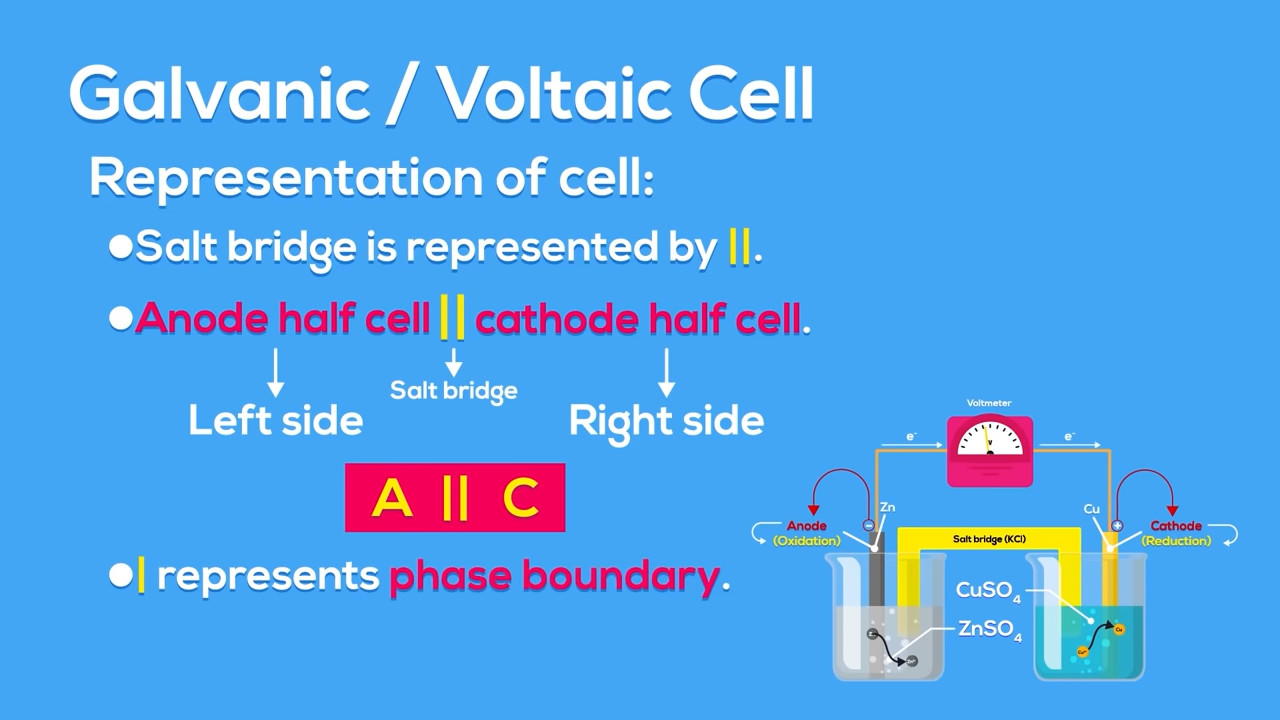 Galvanic / Voltaic Cell
Representation of cell:
●Salt bridge is represented by ||.
●Anode half cell || cathode half cell.
Salt bridge
Left side
Right side
A || C
●| represents phase boundary.
Voltmeter
e⁻
e⁻
V
Zn
Cu
−
+
Anode
(Oxidation)
Salt bridge (KCl)
Cathode
(Reduction)
CuSO₄
ZnSO₄
Cu